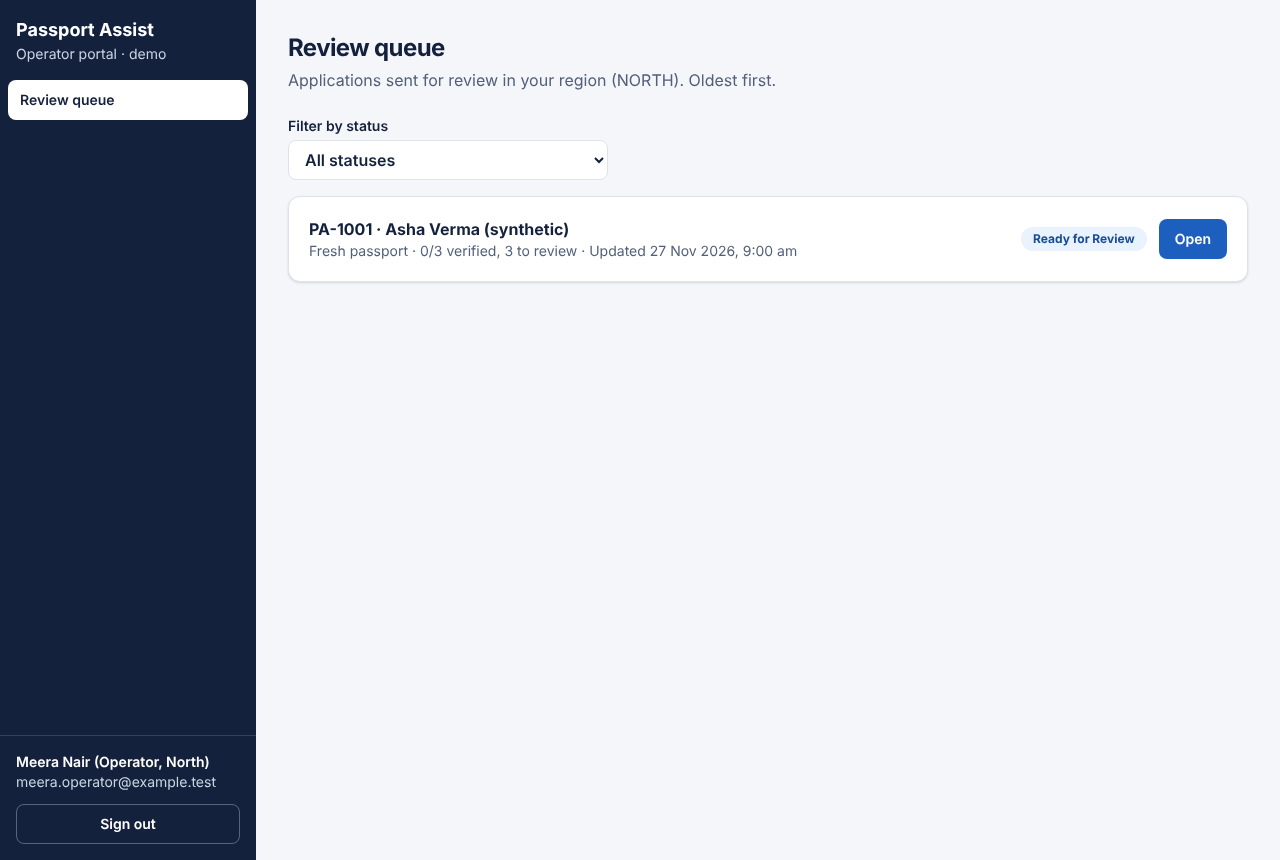 Passport Assist
Operator portal · demo
Review queue
Meera Nair (Operator, North)
meera.operator@example.test
Sign out
Review queue
Applications sent for review in your region (NORTH). Oldest first.
Filter by status
All statuses
PA-1001 · Asha Verma (synthetic)
Fresh passport · 0/3 verified, 3 to review · Updated 27 Nov 2026, 9:00 am
Ready for Review
Open